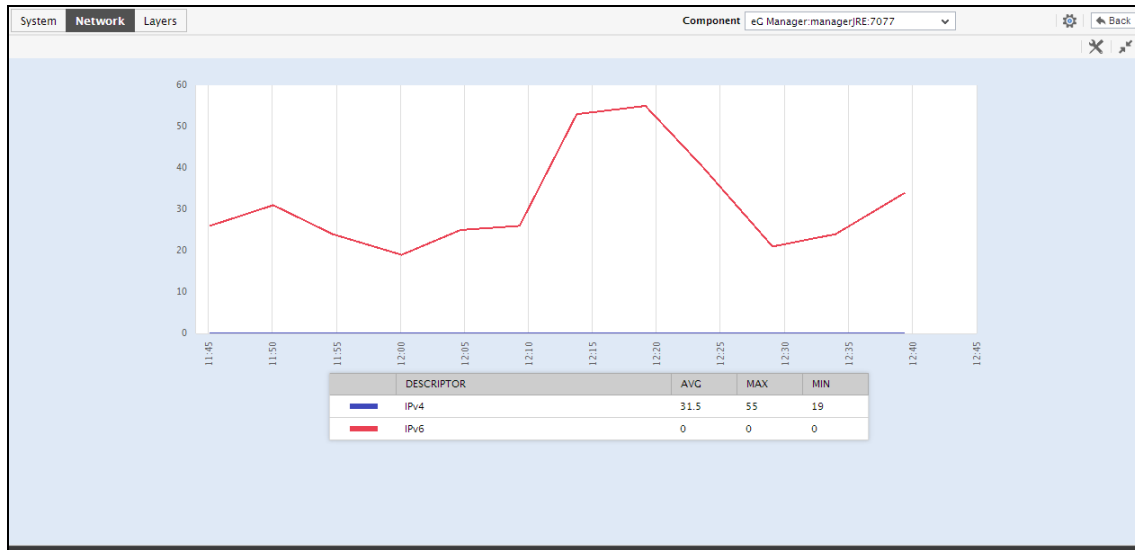 System Network Layers Component eG Manager:managerJRE:7077 Back
60
50
40
30
20
10
0
11:45 11:50 11:55 12:00 12:05 12:10 12:15 12:20 12:25 12:30 12:35 12:40 12:45
DESCRIPTOR AVG MAX MIN
IPv4 31.5 55 19
IPv6 0 0 0